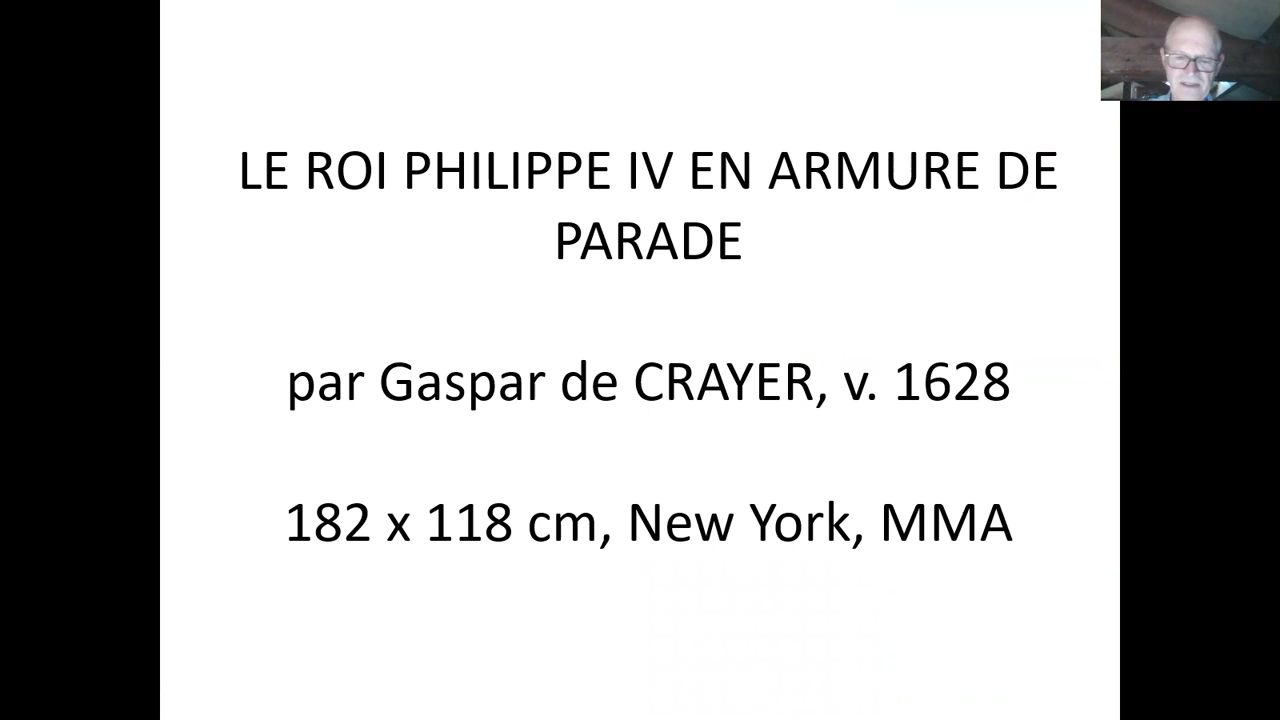 LE ROI PHILIPPE IV EN ARMURE DE
PARADE
par Gaspar de CRAYER, v. 1628
182 x 118 cm, New York, MMA